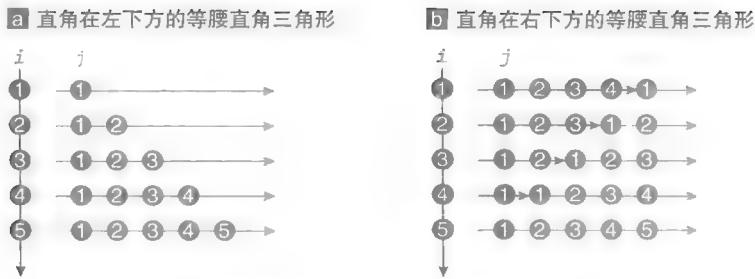 a 直角在左下方的等腰直角三角形
b 直角在右下方的等腰直角三角形
i j
i j
1 1
1 1 2 3 4 1
2 1 2
2 1 2 3 1 2
3 1 2 3
3 1 2 1 2 3
4 1 2 3 4
4 1 1 2 3 4
5 1 2 3 4 5
5 1 2 3 4 5